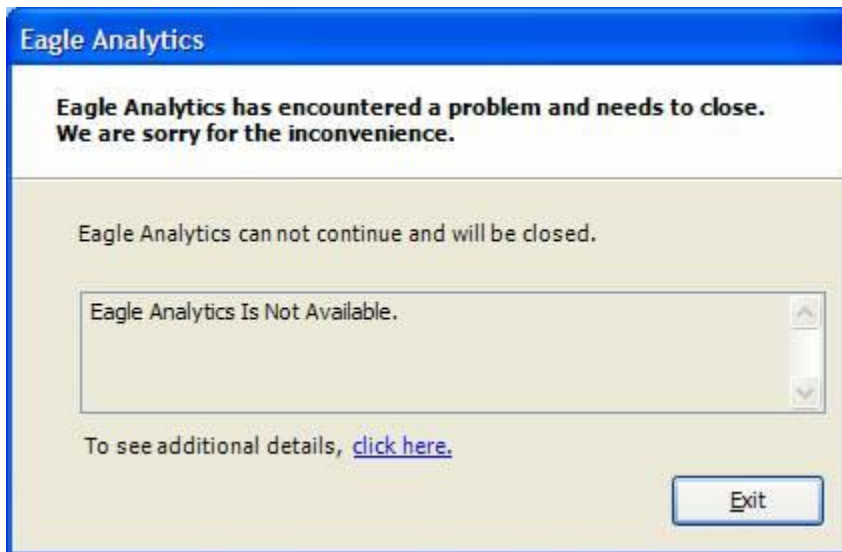 Eagle Analytics
Eagle Analytics has encountered a problem and needs to close.
We are sorry for the inconvenience.
Eagle Analytics can not continue and will be closed.
Eagle Analytics Is Not Available.
To see additional details, click here.
Exit